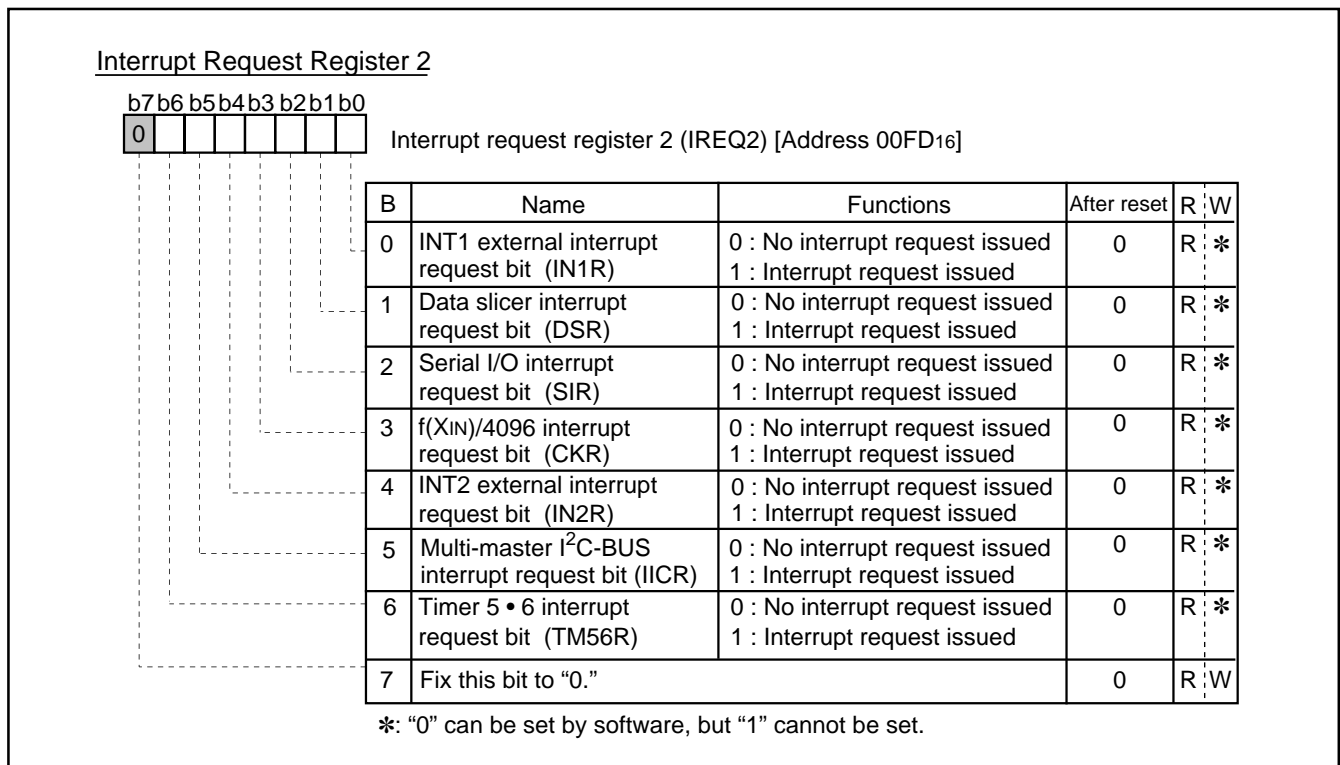 Interrupt Request Register 2
b7 b6 b5 b4 b3 b2 b1 b0
0
Interrupt request register 2 (IREQ2) [Address 00FD16]
B Name Functions After reset R W
0 INT1 external interrupt request bit (IN1R) 0 : No interrupt request issued 1 : Interrupt request issued 0 R ✻
1 Data slicer interrupt request bit (DSR) 0 : No interrupt request issued 1 : Interrupt request issued 0 R ✻
2 Serial I/O interrupt request bit (SIR) 0 : No interrupt request issued 1 : Interrupt request issued 0 R ✻
3 f(XIN)/4096 interrupt request bit (CKR) 0 : No interrupt request issued 1 : Interrupt request issued 0 R ✻
4 INT2 external interrupt request bit (IN2R) 0 : No interrupt request issued 1 : Interrupt request issued 0 R ✻
5 Multi-master I²C-BUS interrupt request bit (IICR) 0 : No interrupt request issued 1 : Interrupt request issued 0 R ✻
6 Timer 5 • 6 interrupt request bit (TM56R) 0 : No interrupt request issued 1 : Interrupt request issued 0 R ✻
7 Fix this bit to “0.” 0 R W
✻: “0” can be set by software, but “1” cannot be set.